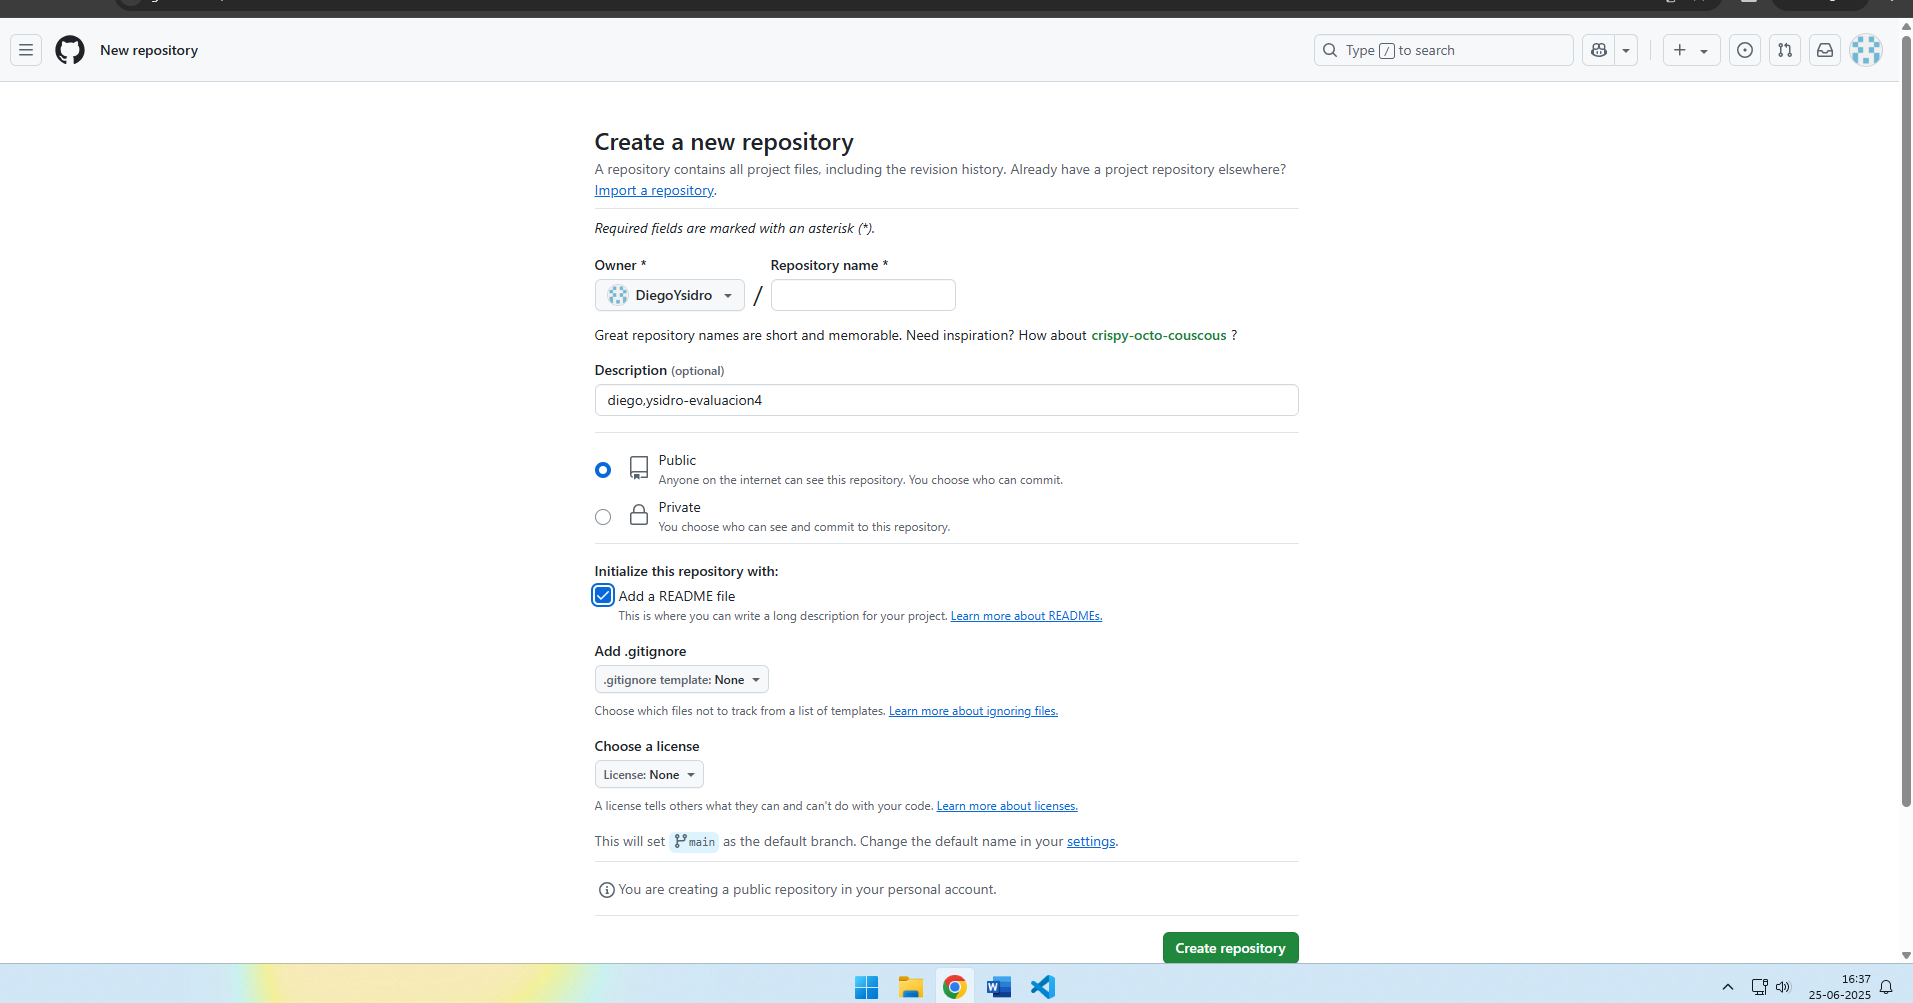 New repository
Type / to search
Create a new repository
A repository contains all project files, including the revision history. Already have a project repository elsewhere?
Import a repository.
Required fields are marked with an asterisk (*).
Owner *
Repository name *
DiegoYsidro
/
Great repository names are short and memorable. Need inspiration? How about crispy-octo-couscous ?
Description (optional)
diego,ysidro-evaluacion4
Public
Anyone on the internet can see this repository. You choose who can commit.
Private
You choose who can see and commit to this repository.
Initialize this repository with:
Add a README file
This is where you can write a long description for your project. Learn more about READMEs.
Add .gitignore
.gitignore template: None
Choose which files not to track from a list of templates. Learn more about ignoring files.
Choose a license
License: None
A license tells others what they can and can't do with your code. Learn more about licenses.
This will set main as the default branch. Change the default name in your settings.
You are creating a public repository in your personal account.
Create repository
16:37
25-06-2025